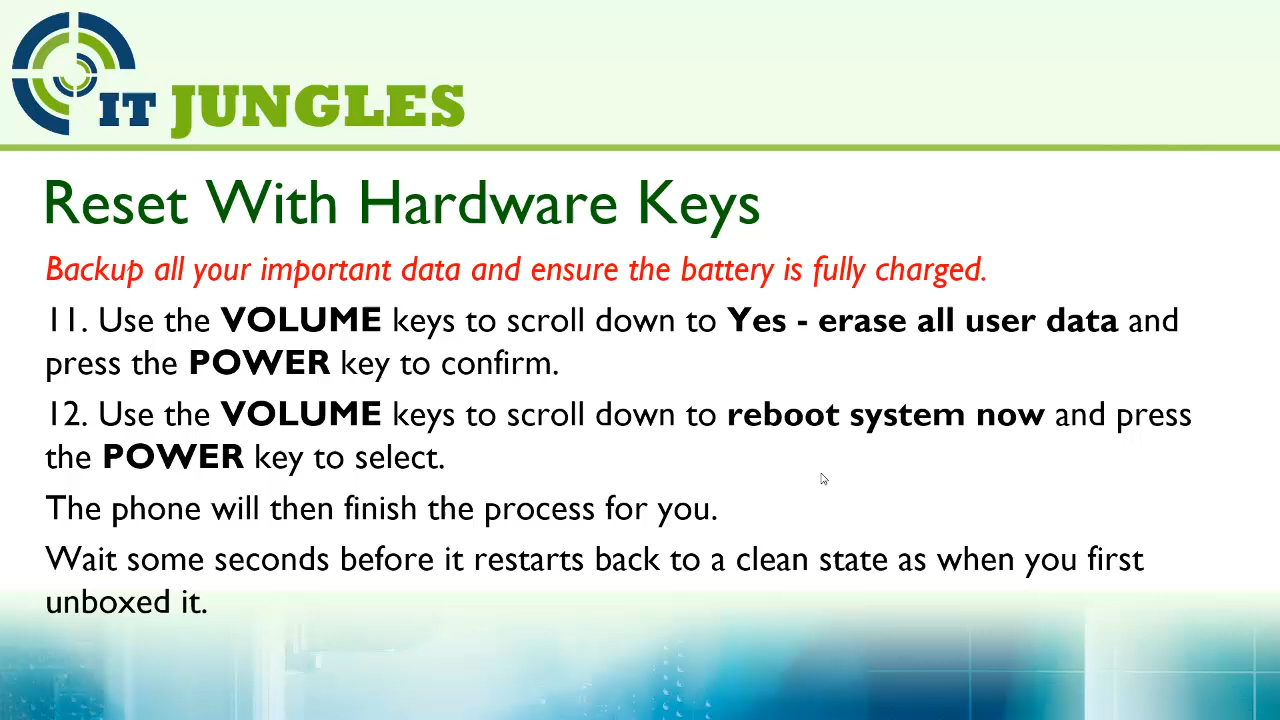 IT JUNGLES
Reset With Hardware Keys
Backup all your important data and ensure the battery is fully charged.
11. Use the VOLUME keys to scroll down to Yes - erase all user data and
press the POWER key to confirm.
12. Use the VOLUME keys to scroll down to reboot system now and press
the POWER key to select.
The phone will then finish the process for you.
Wait some seconds before it restarts back to a clean state as when you first
unboxed it.